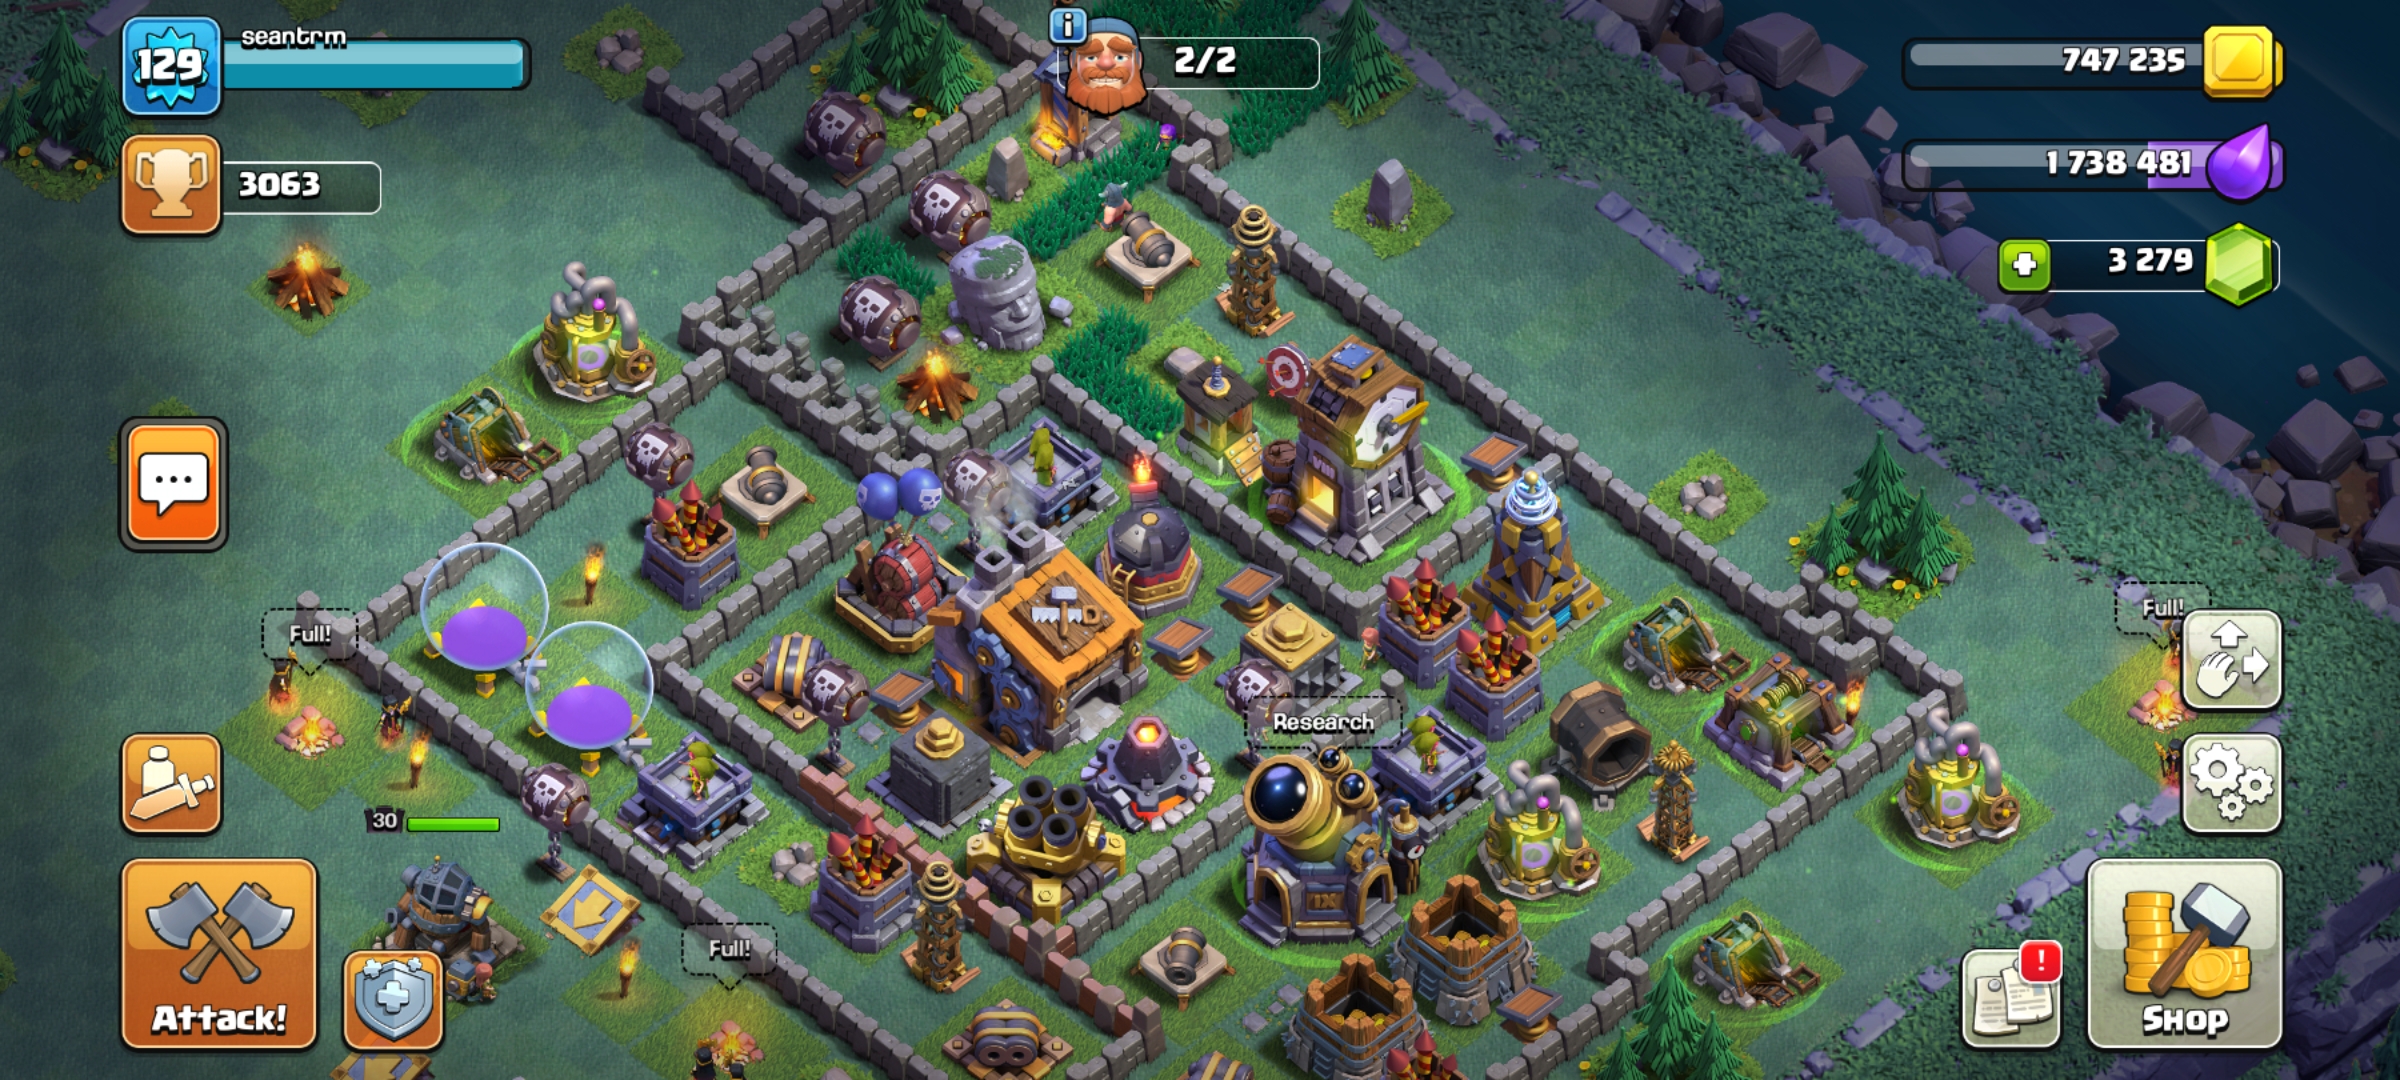 129
seantrm
i
2/2
747 235
3063
1 738 481
3 279
Full!
Full!
Research
30
Full!
!
Attack!
Shop